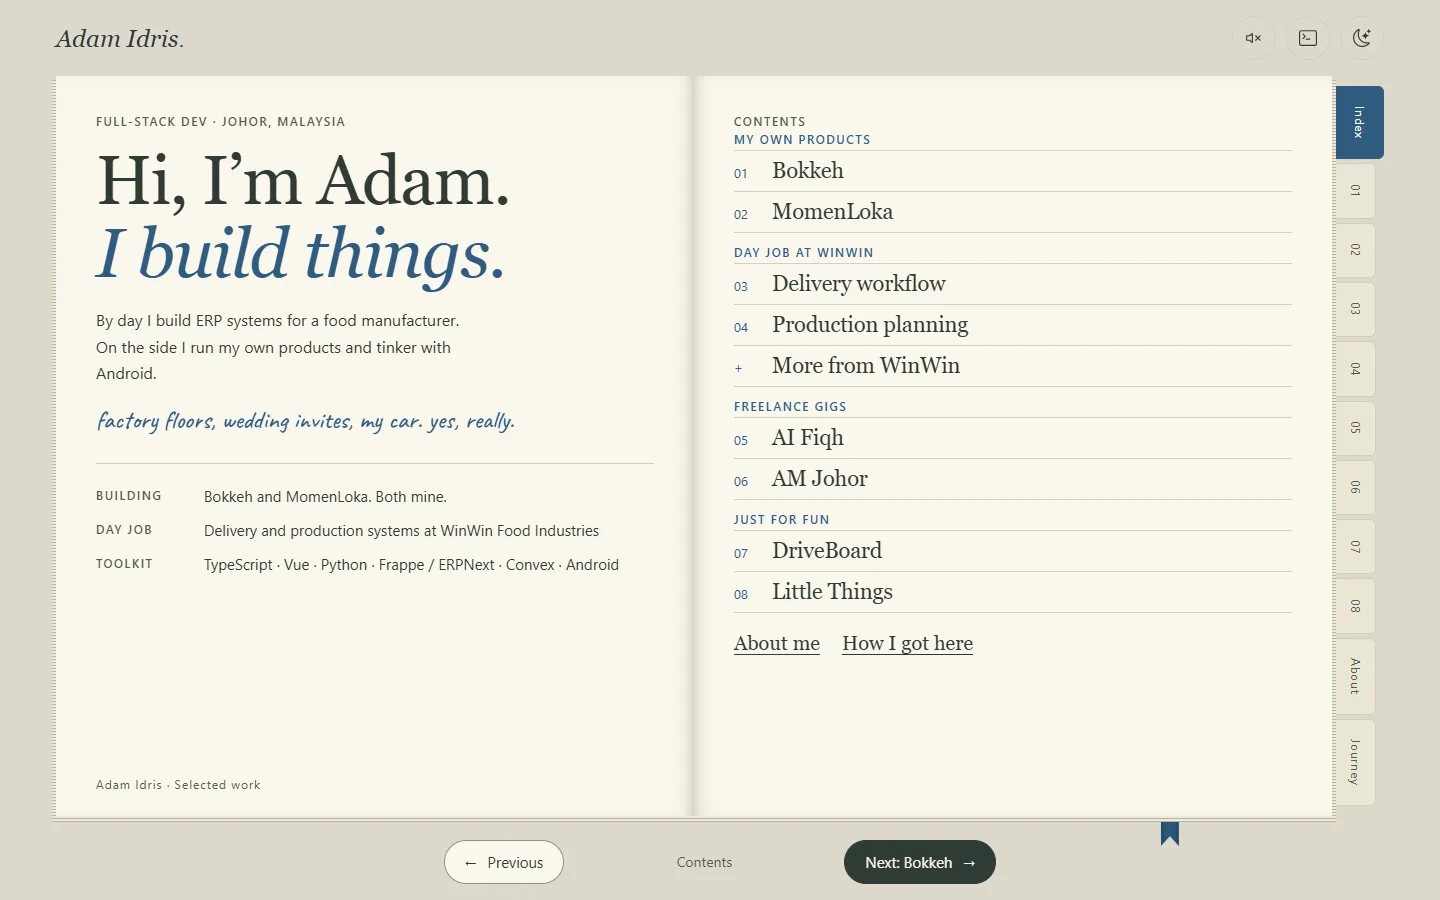 Adam Idris.
FULL-STACK DEV · JOHOR, MALAYSIA
Hi, I’m Adam.
I build things.
By day I build ERP systems for a food manufacturer.
On the side I run my own products and tinker with
Android.
factory floors, wedding invites, my car. yes, really.
BUILDING Bokkeh and MomenLoka. Both mine.
DAY JOB Delivery and production systems at WinWin Food Industries
TOOLKIT TypeScript · Vue · Python · Frappe / ERPNext · Convex · Android
Adam Idris · Selected work
CONTENTS
MY OWN PRODUCTS
01 Bokkeh
02 MomenLoka
DAY JOB AT WINWIN
03 Delivery workflow
04 Production planning
+ More from WinWin
FREELANCE GIGS
05 AI Fiqh
06 AM Johor
JUST FOR FUN
07 DriveBoard
08 Little Things
About me How I got here
Index
01
02
03
04
05
06
07
08
About
Journey
← Previous
Contents
Next: Bokkeh →